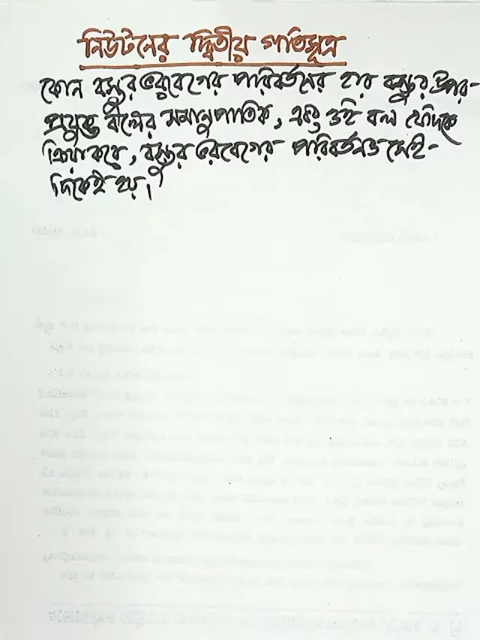 নিউটনের দ্বিতীয় গতিসূত্র
কোন বস্তুর ভরবেগের পরিবর্তনের হার বস্তুর উপর-
প্রযুক্ত বলের সমানুপাতিক, এবং ঐ বল যেদিকে
ক্রিয়া করে, বস্তুর ভরবেগের পরিবর্তনও সেই-
দিকেই হয়।